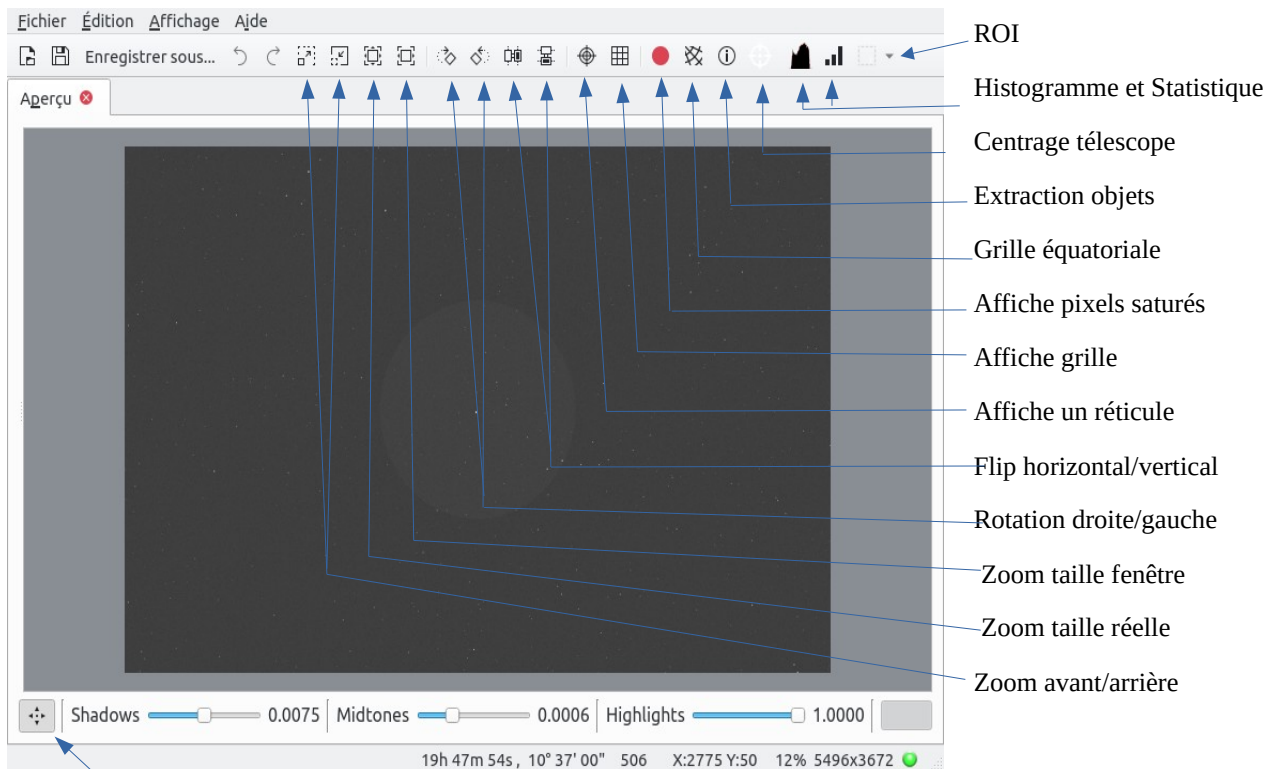 Fichier Édition Affichage Aide
Enregistrer sous...
Aperçu
ROI
Histogramme et Statistique
Centrage télescope
Extraction objets
Grille équatoriale
Affiche pixels saturés
Affiche grille
Affiche un réticule
Flip horizontal/vertical
Rotation droite/gauche
Zoom taille fenêtre
Zoom taille réelle
Zoom avant/arrière
Shadows 0.0075 Midtones 0.0006 Highlights 1.0000
19h 47m 54s, 10° 37' 00" 506 X:2775 Y:50 12% 5496x3672